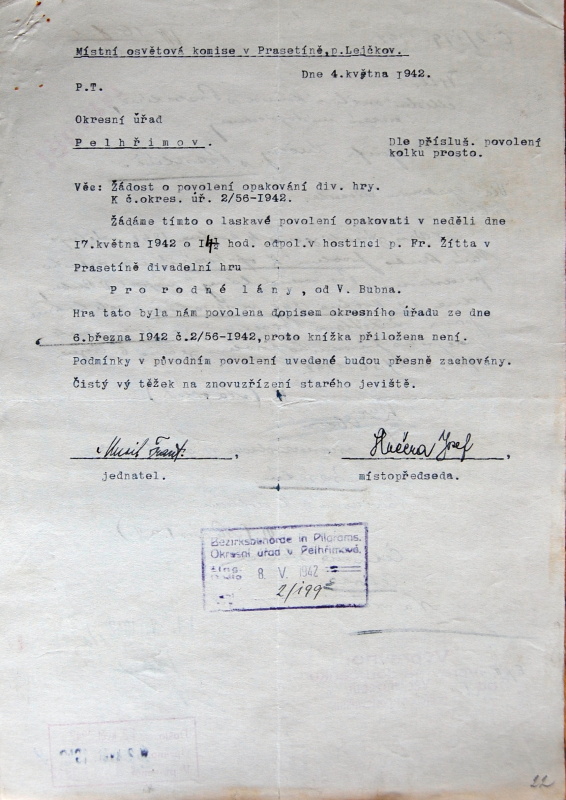 Místní osvětová komise v Prasetíně, p.Lejčkov.
Dne 4.května 1942.
P.T.
Okresní úřad
Pelhřimov.
Dle přísluš. povolení
kolku prosto.
Věc: Žádost o povolení opakování div. hry.
K č.okres. úř. 2/56-1942.
Žádáme tímto o laskavé povolení opakovati v neděli dne
17.května 1942 o hod. odpol.v hostinci p. Fr. Žítta v
Prasetíně divadelní hru
Pro rodné lány, od V. Bubna.
Hra tato byla nám povolena dopisem okresního úřadu ze dne
6.března 1942 č.2/56-1942,proto knížka přiložena není.
Podmínky v původním povolení uvedené budou přesně zachovány.
Čistý vý těžek na znovuzřízení starého jeviště.
Frant. Josef
jednatel. místopředseda.
Bezirksbehörde in Pilgrams.
Okresní úřad v Pelhřimově.
8. V. 1942
2/199
22